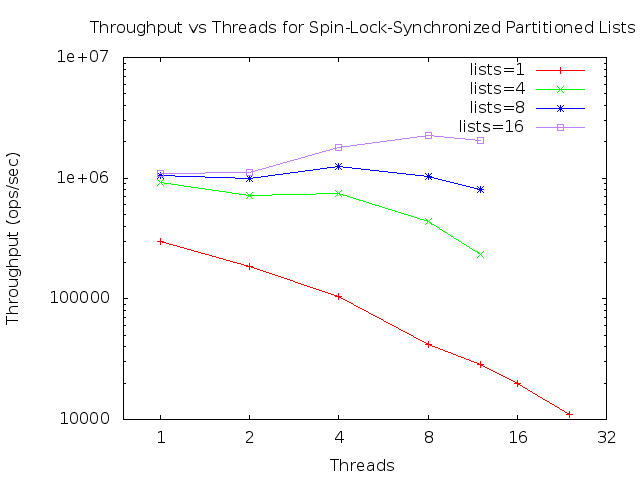 Throughput vs Threads for Spin-Lock-Synchronized Partitioned Lists
1e+07
lists=1
lists=4
lists=8
lists=16
1e+06
Throughput (ops/sec)
100000
10000
1 2 4 8 16 32
Threads